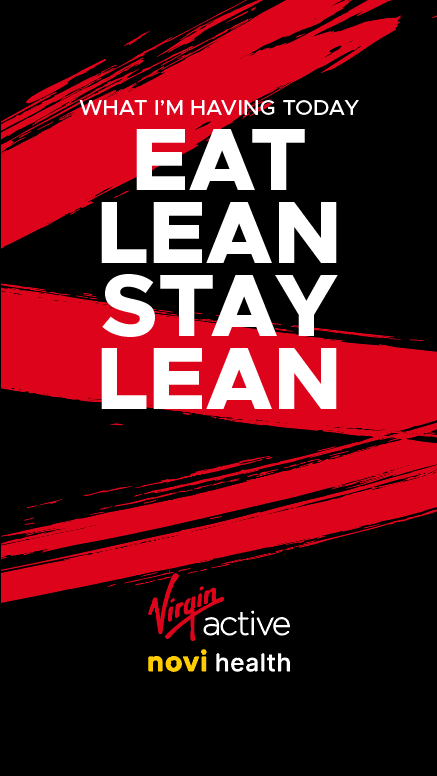 WHAT I'M HAVING TODAY
EAT
LEAN
STAY
LEAN
Virgin
active
novi health